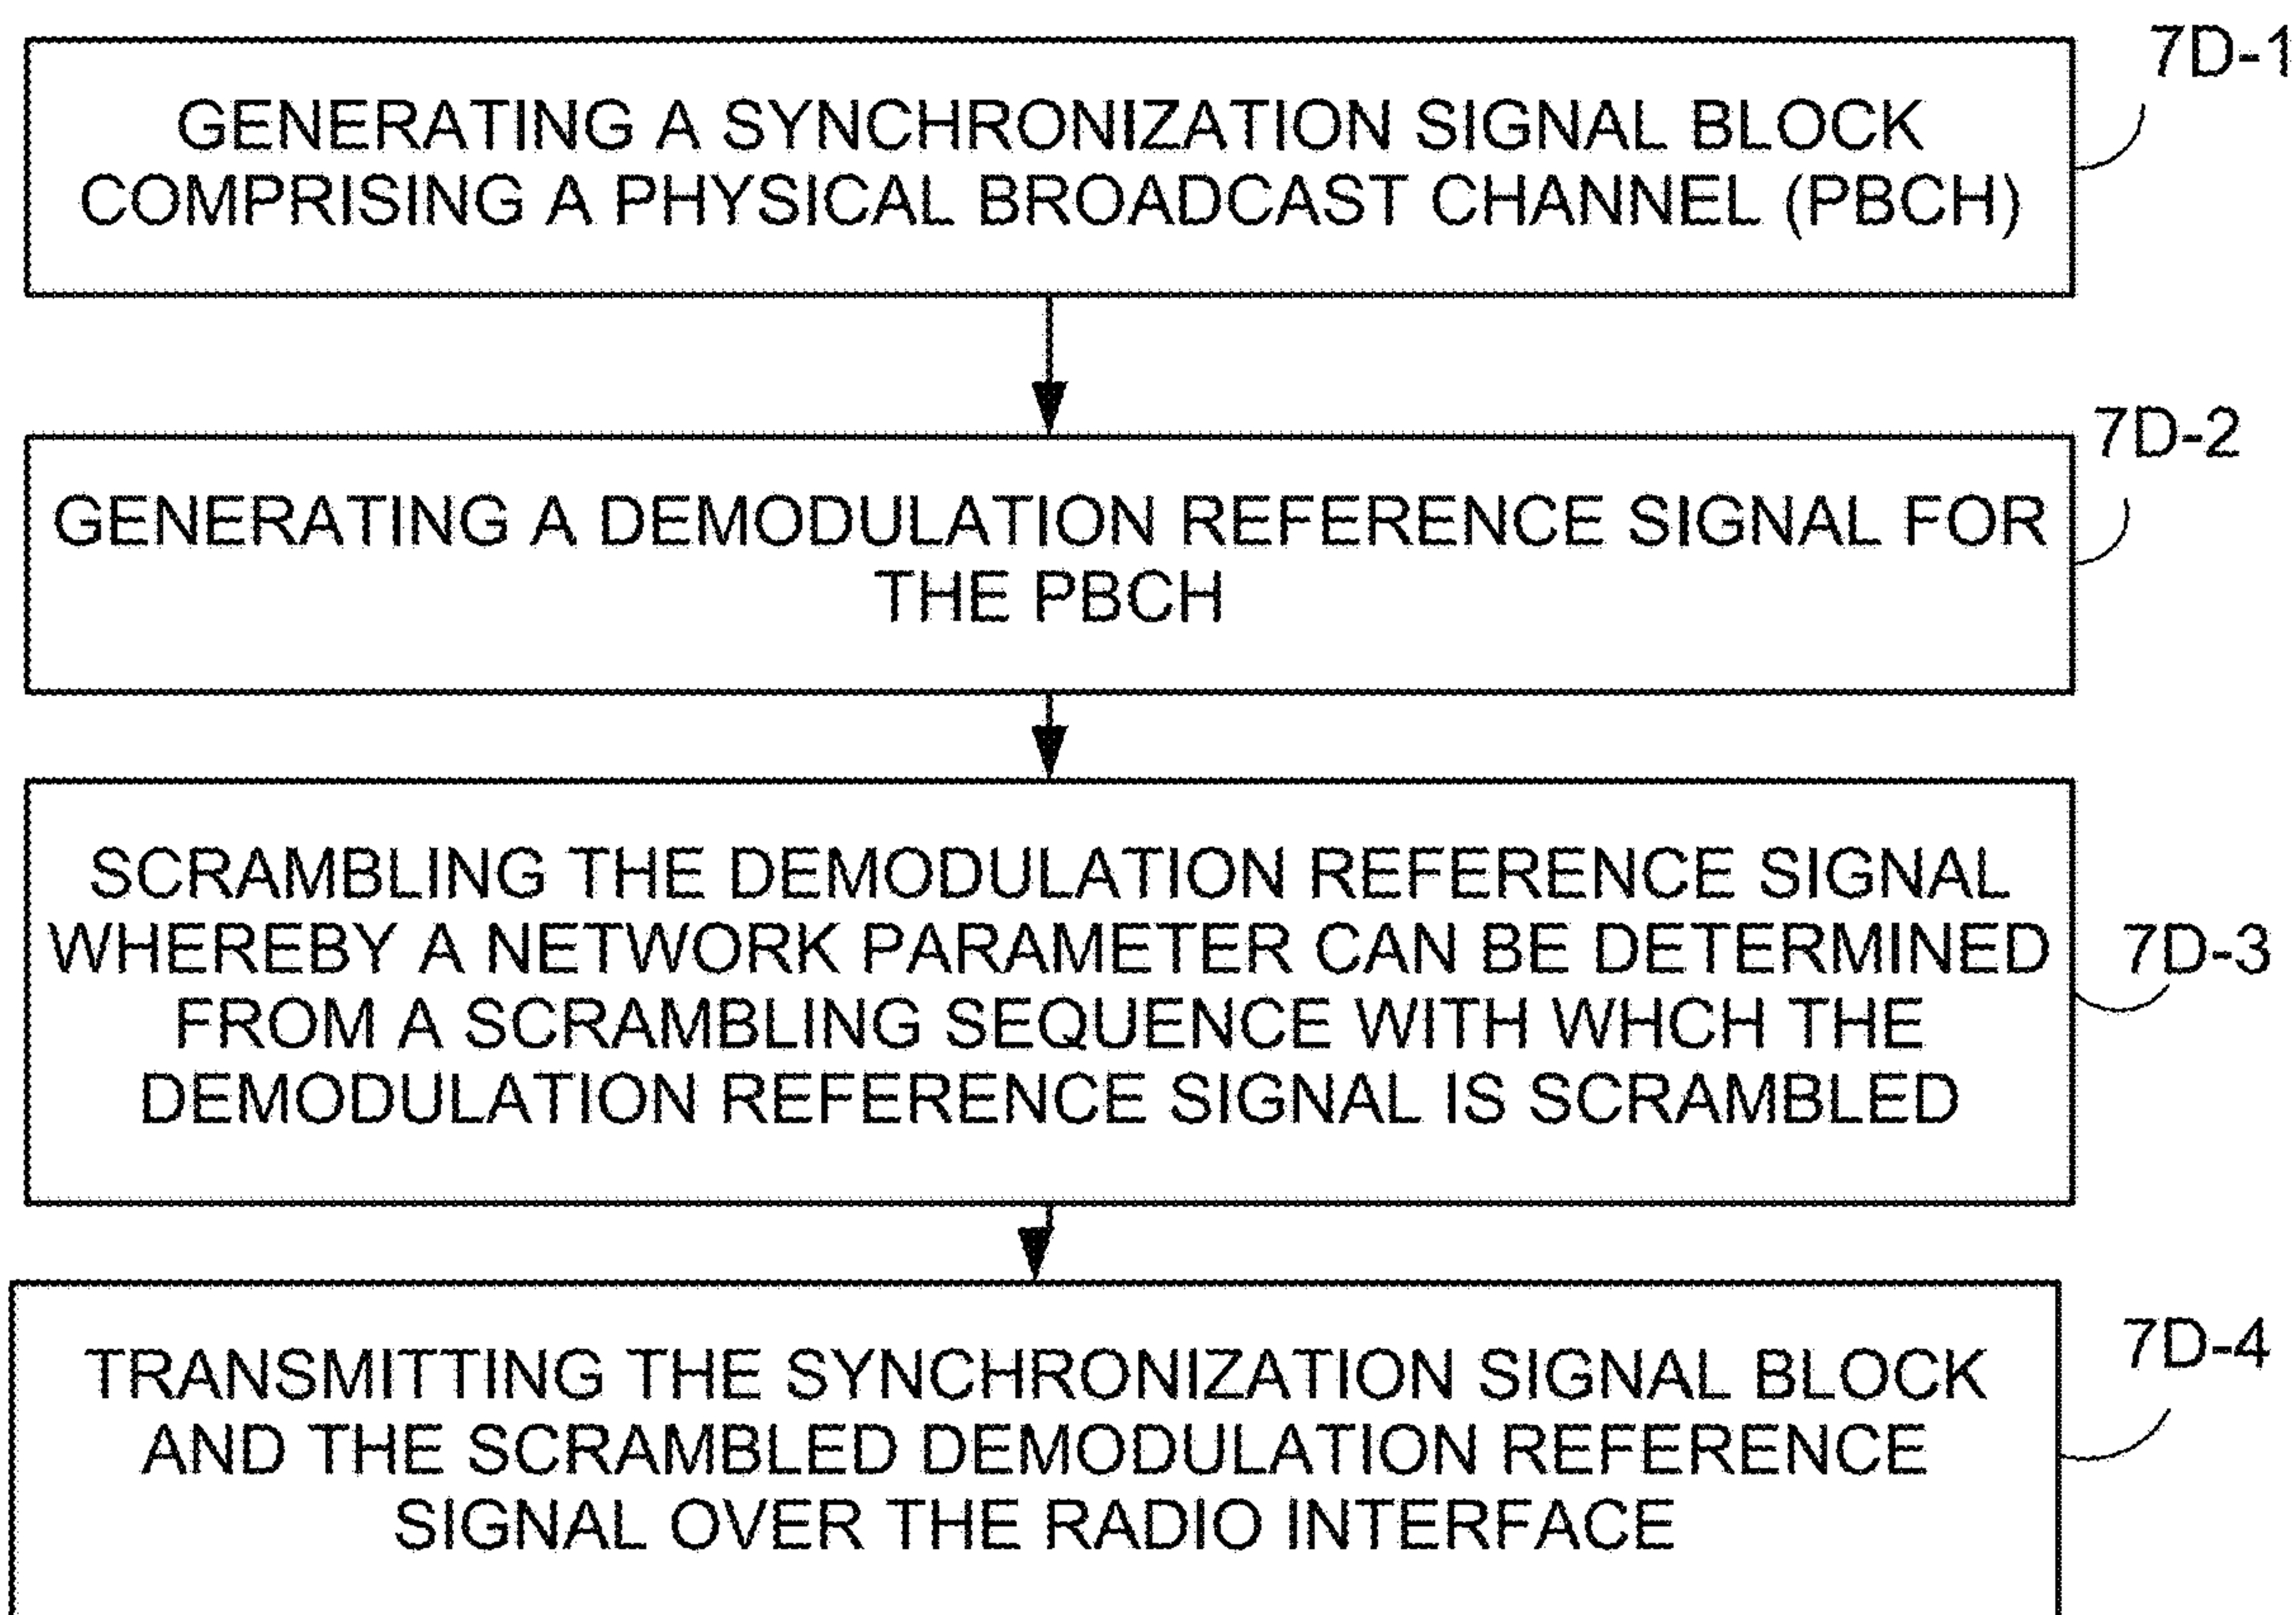 7D-1
GENERATING A SYNCHRONIZATION SIGNAL BLOCK
COMPRISING A PHYSICAL BROADCAST CHANNEL (PBCH)
7D-2
GENERATING A DEMODULATION REFERENCE SIGNAL FOR
THE PBCH
SCRAMBLING THE DEMODULATION REFERENCE SIGNAL
WHEREBY A NETWORK PARAMETER CAN BE DETERMINED
7D-3
FROM A SCRAMBLING SEQUENCE WITH WHCH THE
DEMODULATION REFERENCE SIGNAL IS SCRAMBLED
7D-4
TRANSMITTING THE SYNCHRONIZATION SIGNAL BLOCK
AND THE SCRAMBLED DEMODULATION REFERENCE
SIGNAL OVER THE RADIO INTERFACE